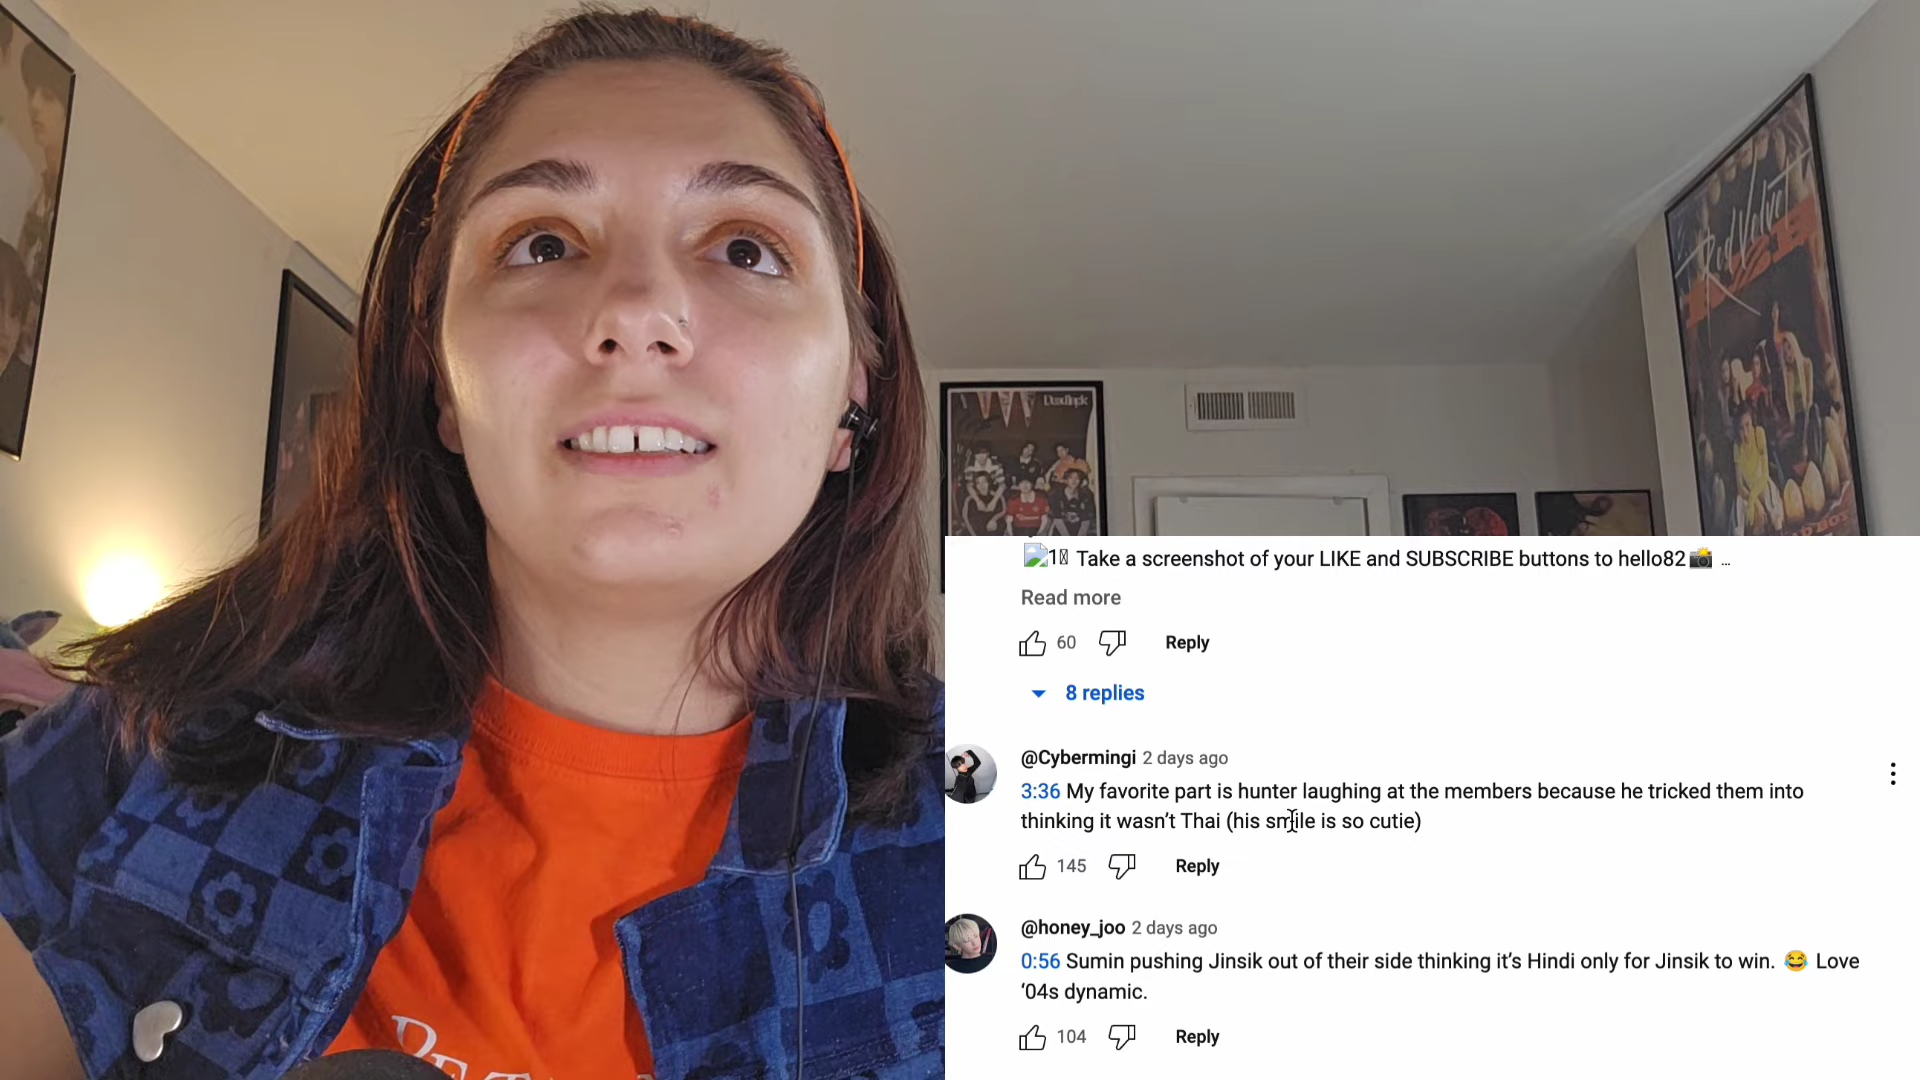 Red Velvet
Take a screenshot of your LIKE and SUBSCRIBE buttons to hello82📸 ...
Read more
60
Reply
8 replies
@Cybermingi 2 days ago
3:36 My favorite part is hunter laughing at the members because he tricked them into
thinking it wasn’t Thai (his smile is so cutie)
145
Reply
@honey_joo 2 days ago
0:56 Sumin pushing Jinsik out of their side thinking it’s Hindi only for Jinsik to win. 😂 Love
‘04s dynamic.
104
Reply